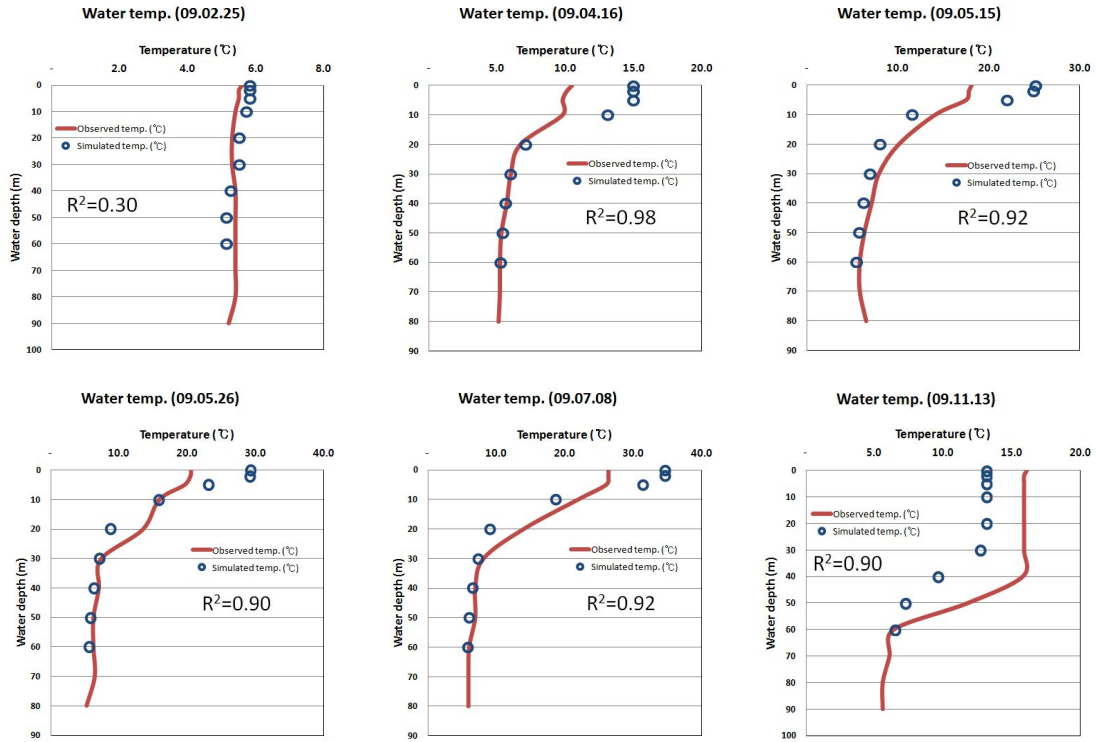 Water temp. (09.02.25)
Temperature (℃)
- 2.0 4.0 6.0 8.0
0
10
20
30
40
50
60
70
80
90
100
Water depth (m)
Observed temp. (℃)
Simulated temp. (℃)
R²=0.30
Water temp. (09.04.16)
Temperature (℃)
- 5.0 10.0 15.0 20.0
0
10
20
30
40
50
60
70
80
90
Water depth (m)
Observed temp. (℃)
Simulated temp. (℃)
R²=0.98
Water temp. (09.05.15)
Temperature (℃)
- 10.0 20.0 30.0
0
10
20
30
40
50
60
70
80
90
Water depth (m)
Observed temp. (℃)
Simulated temp. (℃)
R²=0.92
Water temp. (09.05.26)
Temperature (℃)
- 10.0 20.0 30.0 40.0
0
10
20
30
40
50
60
70
80
90
Water depth (m)
Observed temp. (℃)
Simulated temp. (℃)
R²=0.90
Water temp. (09.07.08)
Temperature (℃)
- 10.0 20.0 30.0 40.0
0
10
20
30
40
50
60
70
80
90
Water depth (m)
Observed temp. (℃)
Simulated temp. (℃)
R²=0.92
Water temp. (09.11.13)
Temperature (℃)
- 5.0 10.0 15.0 20.0
0
10
20
30
40
50
60
70
80
90
100
Water depth (m)
Observed temp. (℃)
Simulated temp. (℃)
R²=0.90